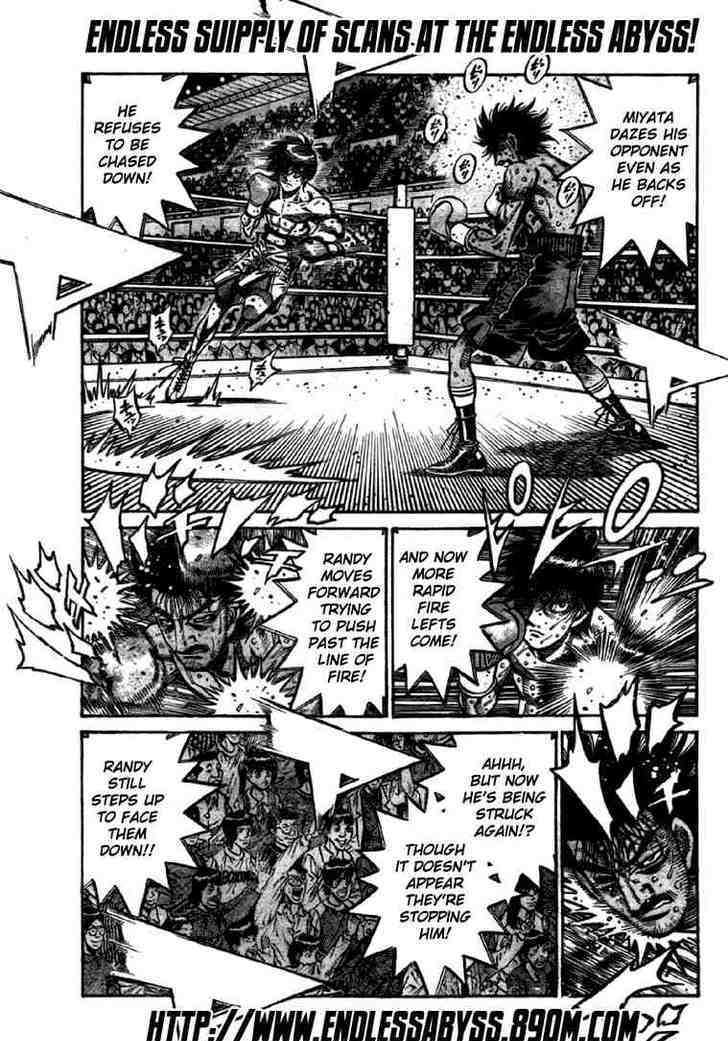 ENDLESS SUIPPLY OF SCANS AT THE ENDLESS ABYSS!
MIYATA
DAZES HIS
OPPONENT
EVEN AS
HE BACKS
OFF!
HE
REFUSES
TO BE
CHASED
DOWN!
AND NOW
MORE
RAPID
FIRE
LEFTS
COME!
RANDY
MOVES
FORWARD
TRYING
TO PUSH
PAST THE
LINE OF
FIRE!
AHHH,
BUT NOW
HE'S BEING
STRUCK
AGAIN!?
THOUGH
IT DOESN'T
APPEAR
THEY'RE
STOPPING
HIM!
RANDY
STILL
STEPS UP
TO FACE
THEM
DOWN!!
HTTP://WWW.ENDLESSABYSS.890M.COM